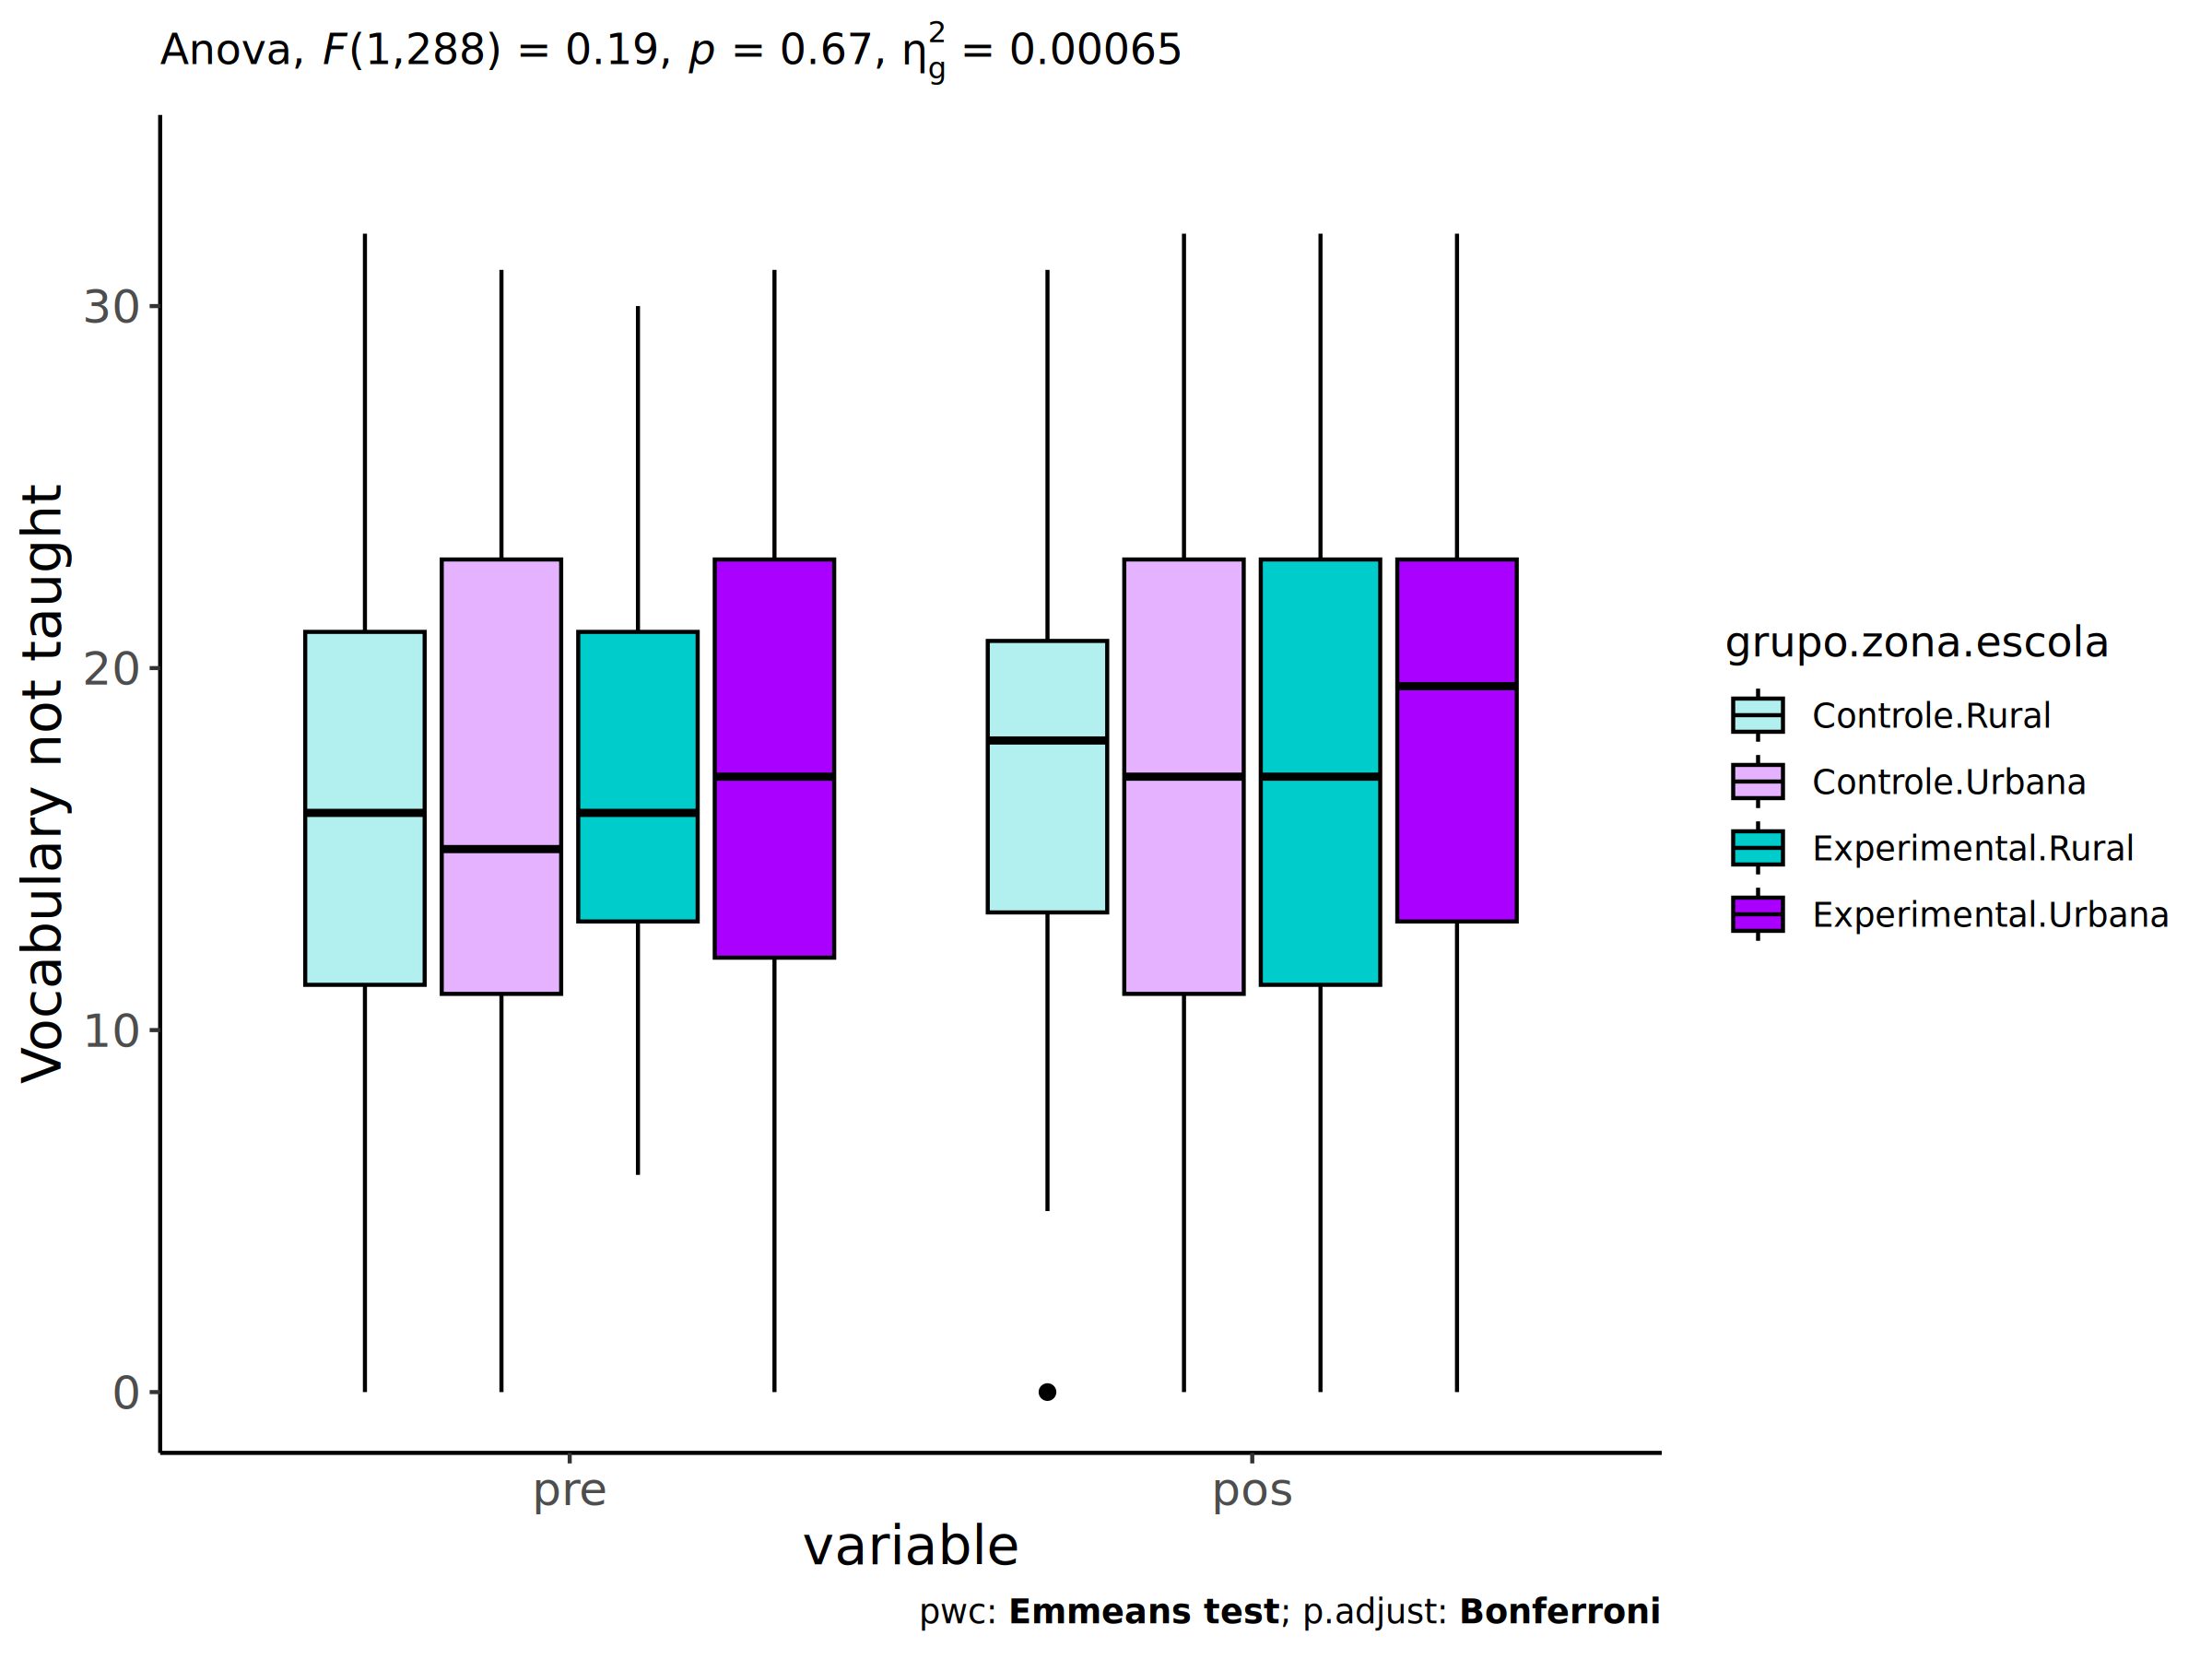 Anova, F(1,288) = 0.19, p = 0.67, η²g = 0.00065
Vocabulary not taught
30
20
10
0
pre
pos
variable
grupo.zona.escola
Controle.Rural
Controle.Urbana
Experimental.Rural
Experimental.Urbana
pwc: Emmeans test; p.adjust: Bonferroni